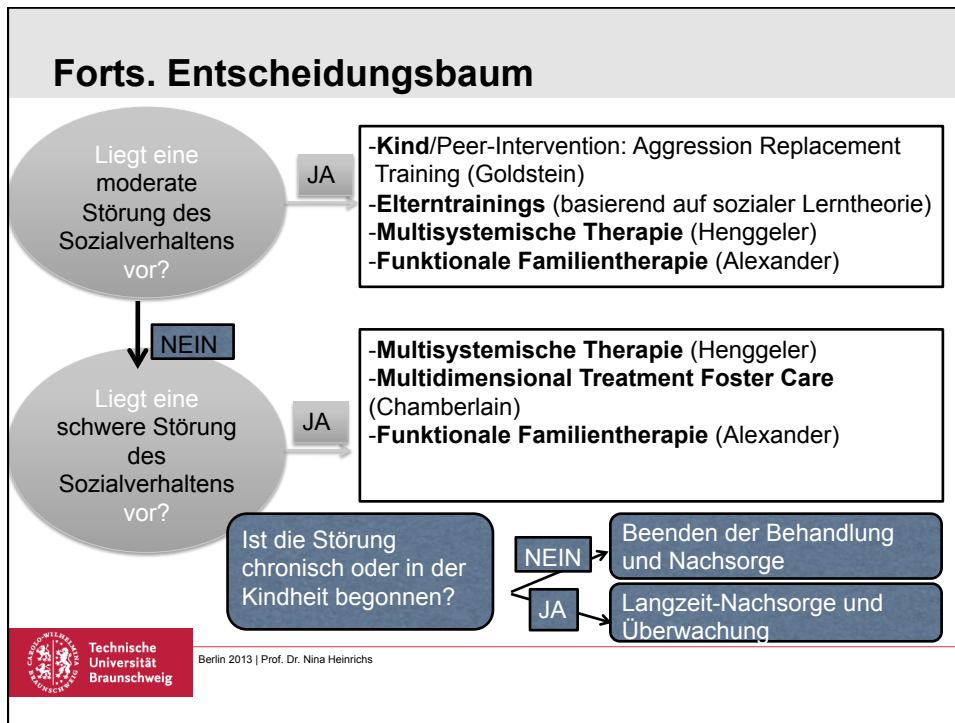 Forts. Entscheidungsbaum
Liegt eine
moderate
Störung des
Sozialverhaltens
vor?
JA
-Kind/Peer-Intervention: Aggression Replacement
Training (Goldstein)
-Elterntrainings (basierend auf sozialer Lerntheorie)
-Multisystemische Therapie (Henggeler)
-Funktionale Familientherapie (Alexander)
NEIN
Liegt eine
schwere Störung
des
Sozialverhaltens
vor?
JA
-Multisystemische Therapie (Henggeler)
-Multidimensional Treatment Foster Care
(Chamberlain)
-Funktionale Familientherapie (Alexander)
Ist die Störung
chronisch oder in der
Kindheit begonnen?
NEIN
Beenden der Behandlung
und Nachsorge
JA
Langzeit-Nachsorge und
Überwachung
CAROLO-WILHELMINA
BRAUNSCHWEIG
Technische
Universität
Braunschweig
Berlin 2013 | Prof. Dr. Nina Heinrichs